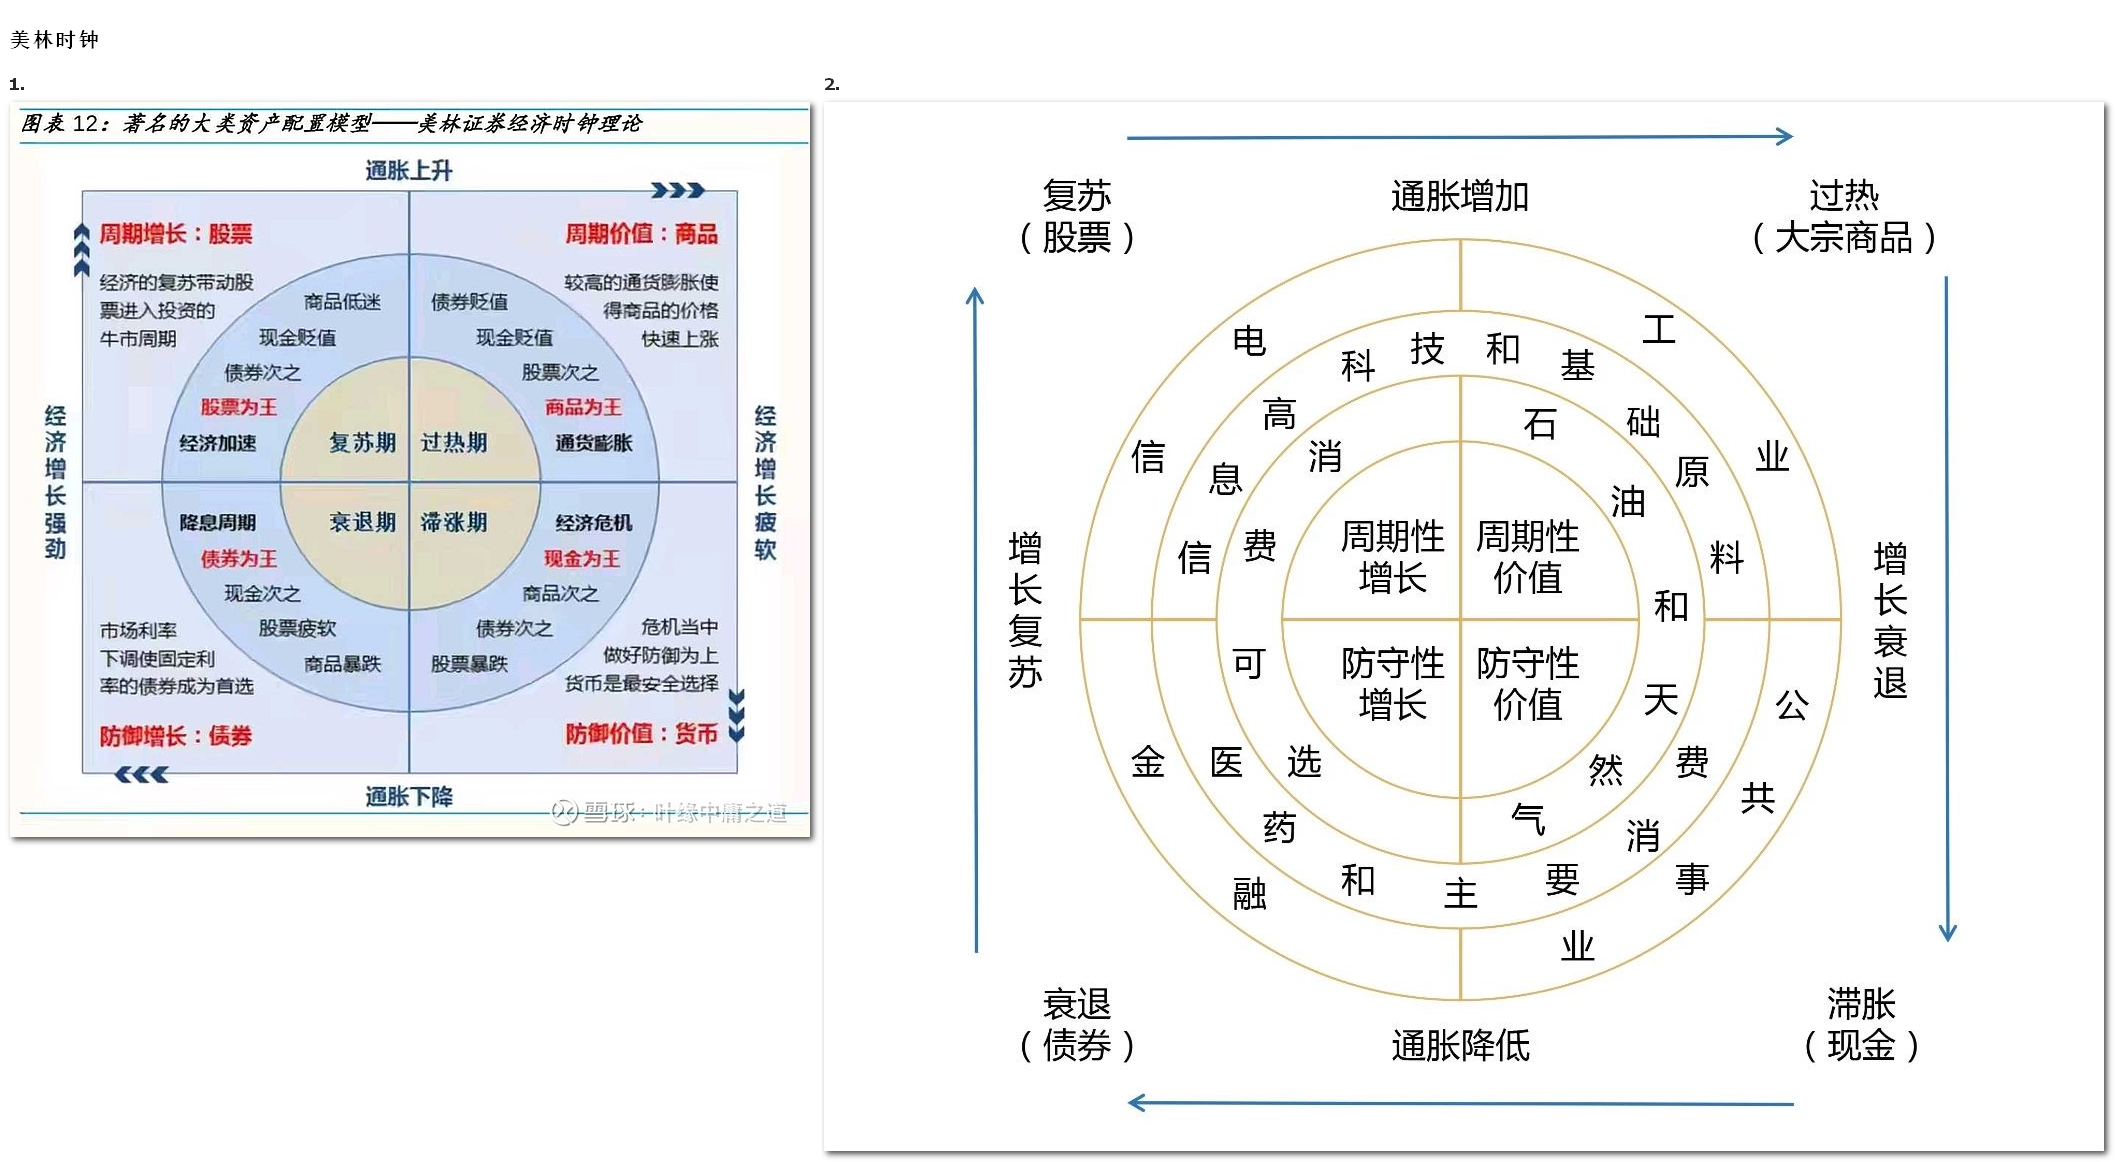 美林时钟
1.
图表 12：著名的大类资产配置模型——美林证券经济时钟理论
通胀上升
周期增长：股票
周期价值：商品
经济的复苏带动股
票进入投资的
牛市周期
较高的通货膨胀使
得商品的价格
快速上涨
商品低迷
债券贬值
现金贬值
现金贬值
债券次之
股票次之
股票为王
商品为王
经济加速
复苏期
过热期
通货膨胀
经济增长强劲
经济增长疲软
降息周期
衰退期
滞涨期
经济危机
债券为王
现金为王
现金次之
商品次之
股票疲软
债券次之
商品暴跌
股票暴跌
市场利率
下调使固定利
率的债券成为首选
危机当中
做好防御为上
货币是最安全选择
防御增长：债券
防御价值：货币
通胀下降
雪球：叶缘中庸之道
2.
复苏
（股票）
通胀增加
过热
（大宗商品）
增长复苏
增长衰退
电信
工业
信息高科技和基础原料
消费
可选
石油和天然气
周期性
增长
周期性
价值
防守性
增长
防守性
价值
金融
医药和主要消费
公共事业
衰退
（债券）
通胀降低
滞胀
（现金）